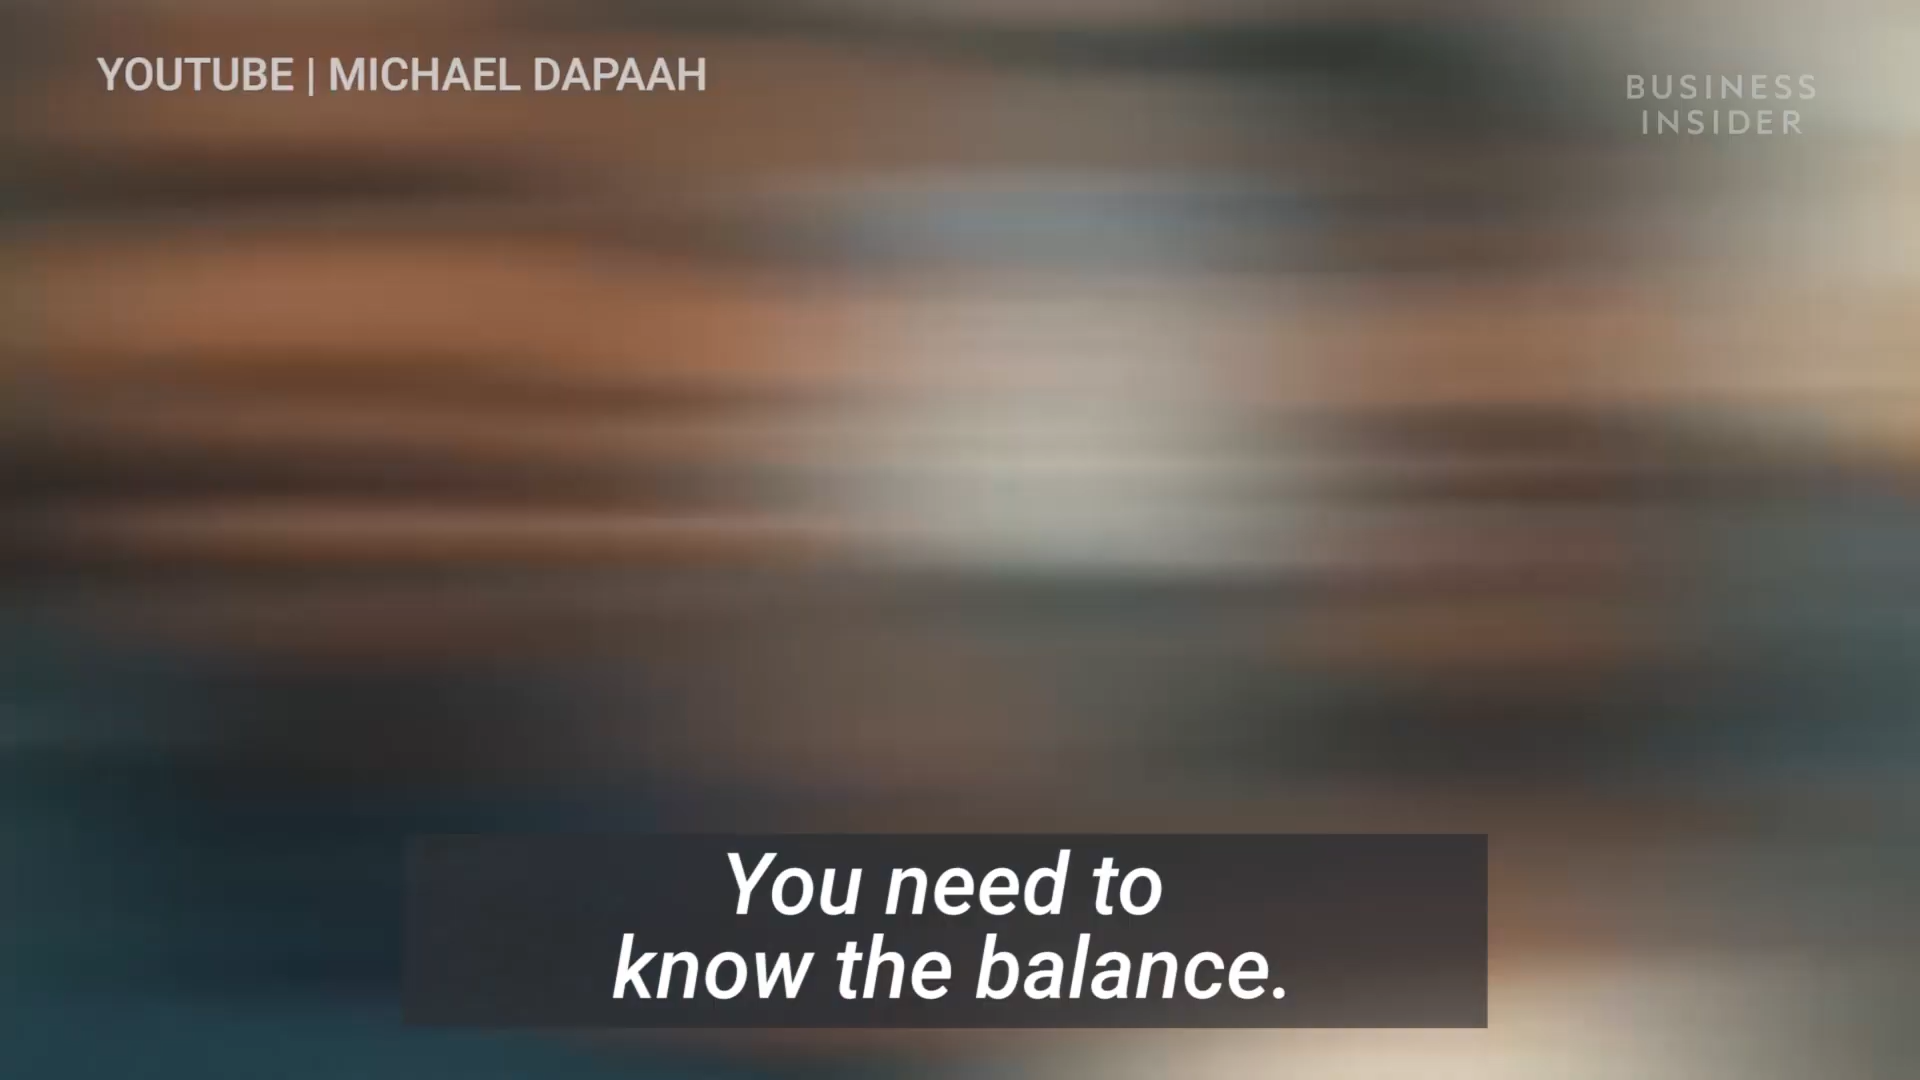 YOUTUBE | MICHAEL DAPAAH
BUSINESS
INSIDER
You need to
know the balance.